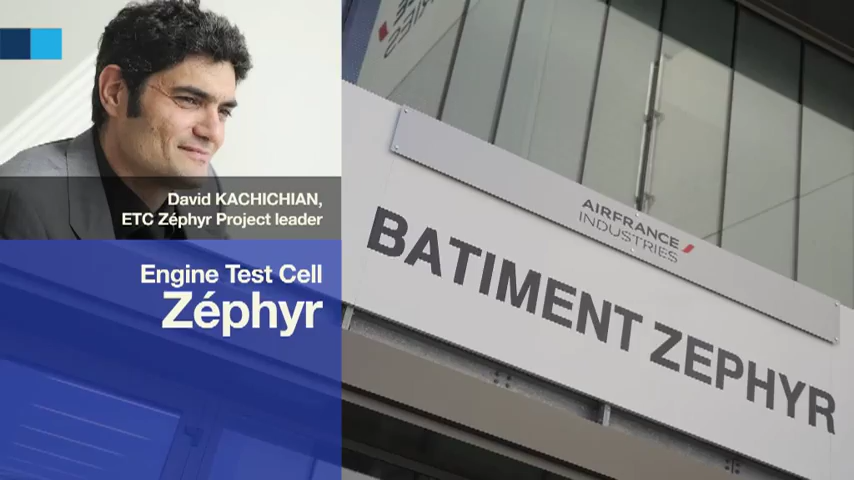 David KACHICHIAN,
ETC Zéphyr Project leader
Engine Test Cell
Zéphyr
AIRFRANCE
INDUSTRIES
BATIMENT ZEPHYR